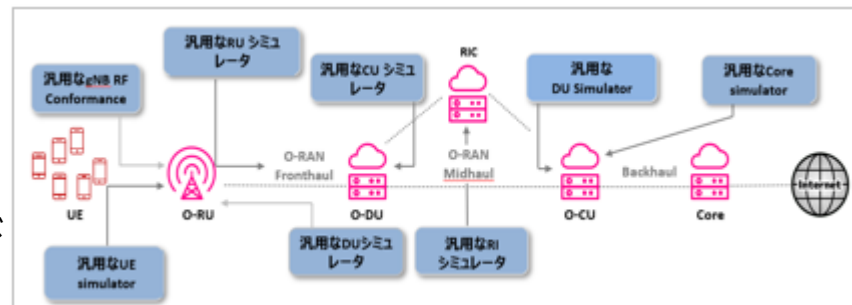 汎用なRU シミュ
レータ
RIC
汎用なgNB RF
Conformance
汎用なCU シミュ
レータ
汎用な
DU Simulator
汎用なCore
simulator
O-RAN
Fronthaul
O-RAN
Midhaul
Backhaul
Internet
UE
O-RU
O-DU
O-CU
Core
汎用なUE
simulator
汎用なDUシミュ
レータ
汎用なRI
シミュレータ